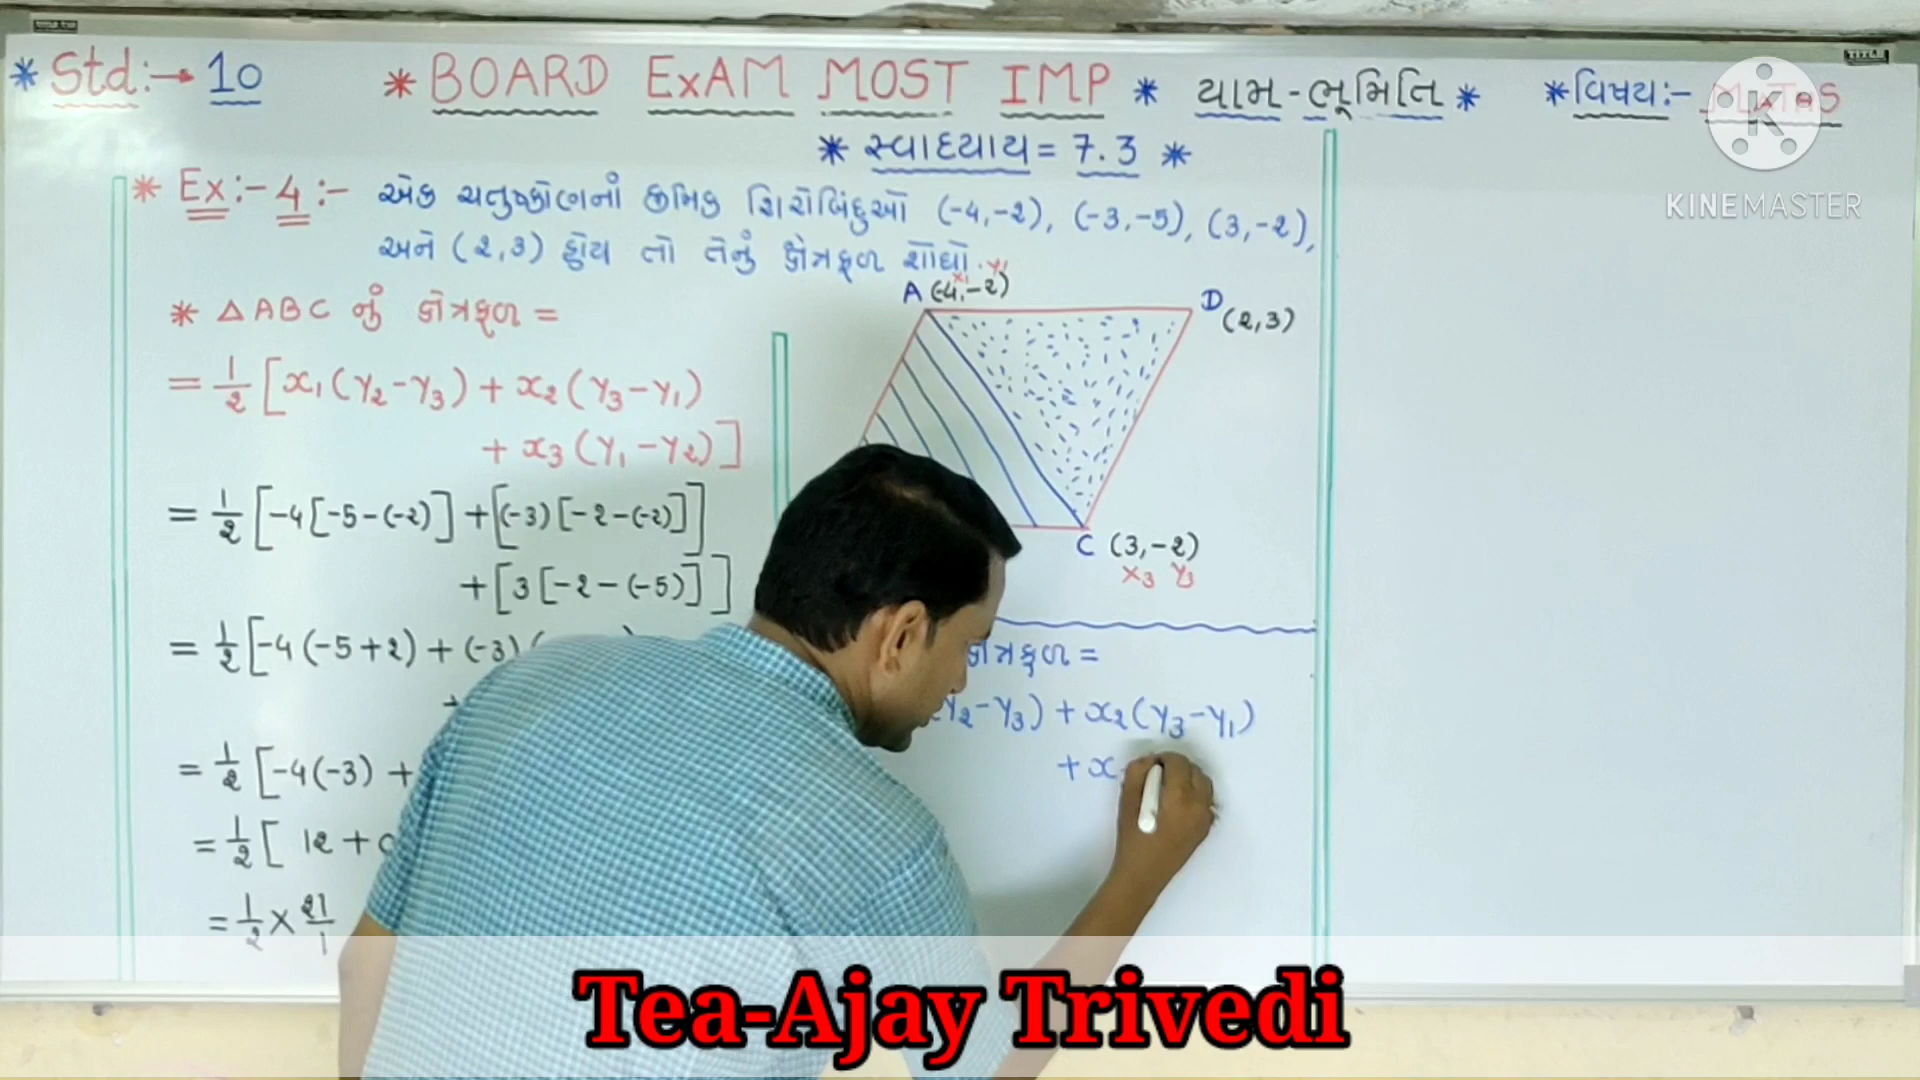 * Std:→ 10 * BOARD ExAM MOST IMP * યામ-ભૂમિતિ * *વિષય:- MATHS
* સ્વાધ્યાય = 7.3 *
KINEMASTER
* Ex:- 4 :- એક ચતુષ્કોણનાં ક્રમિક શિરોબિંદુઓ (-4,-2), (-3,-5), (3,-2),
અને (2,3) હોય તો તેનું ક્ષેત્રફળ શોધો.
* △ABC નું ક્ષેત્રફળ =
= 1/2 [x₁(Y₂-Y₃) + x₂(Y₃-Y₁)
+ x₃(Y₁-Y₂)]
= 1/2 [-4[-5-(-2)] + [(-3)[-2-(-2)]]
+ [3[-2-(-5)]]
= 1/2 [-4(-5+2) + (-3)(
= 1/2 [-4(-3) +
= 1/2 [ 12 +
= 1/2 × 21/1
x₁ Y₁
A (-4,-2)
D (2,3)
C (3,-2)
X₃ Y₃
ક્ષેત્રફળ =
Y₂-Y₃) + x₂(Y₃-Y₁)
+ x
Tea-Ajay Trivedi